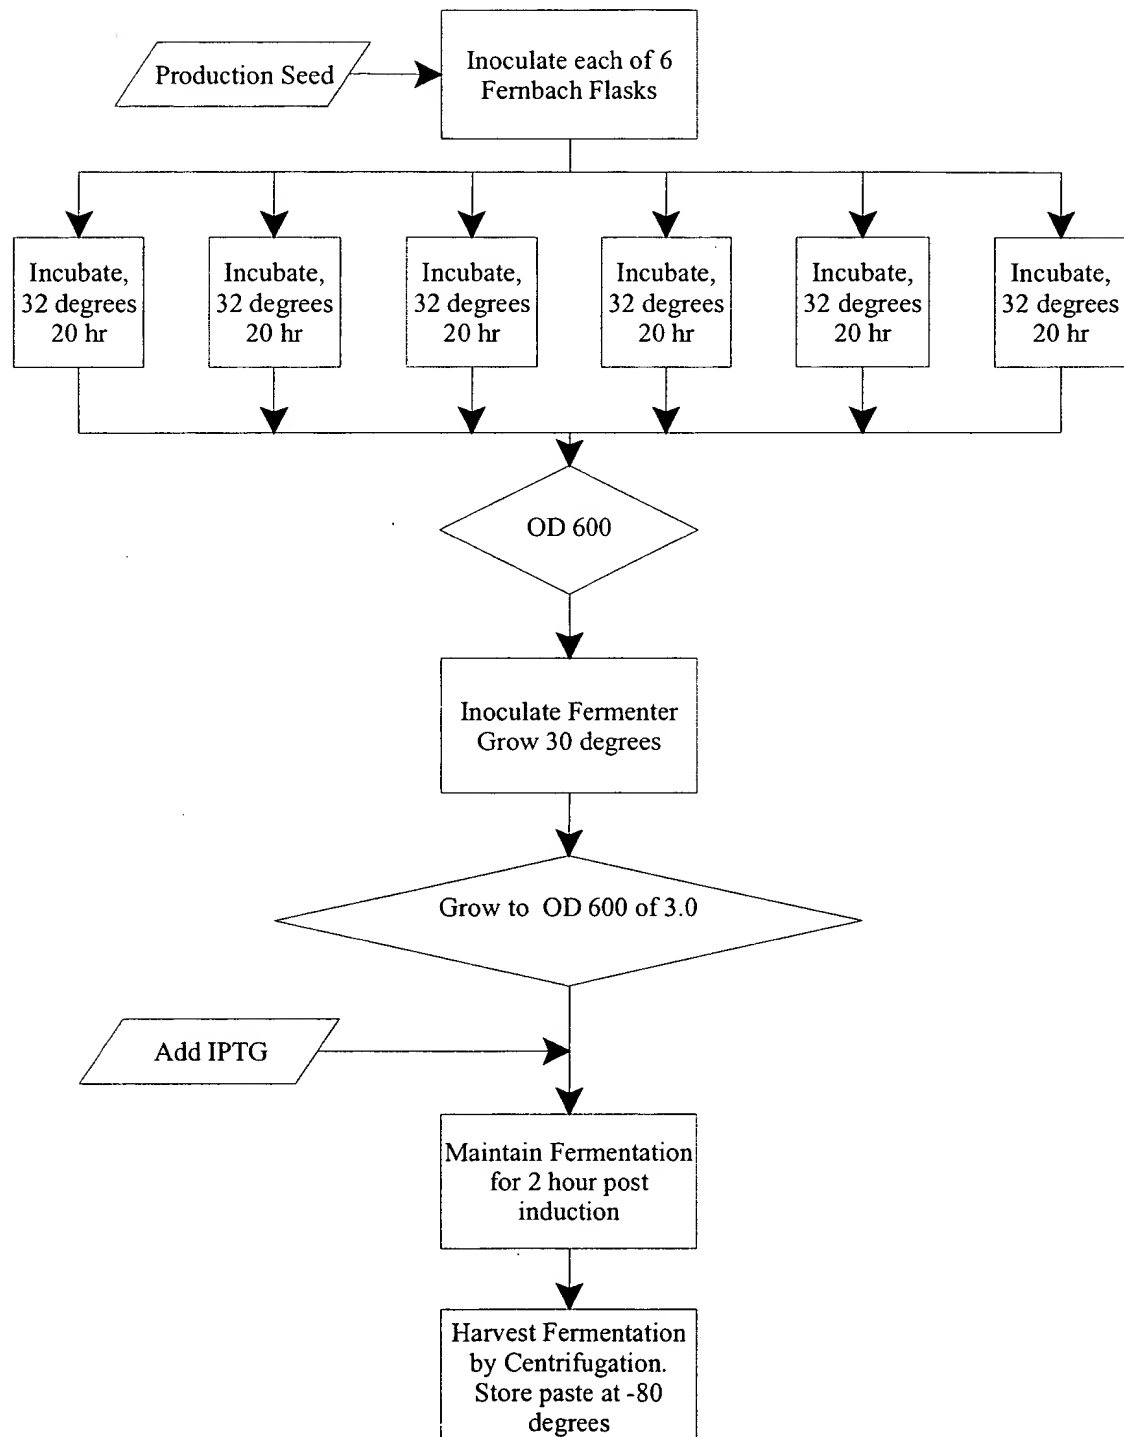 Production Seed
Inoculate each of 6
Fernbach Flasks
Incubate,
32 degrees
20 hr
Incubate,
32 degrees
20 hr
Incubate,
32 degrees
20 hr
Incubate,
32 degrees
20 hr
Incubate,
32 degrees
20 hr
Incubate,
32 degrees
20 hr
OD 600
Inoculate Fermenter
Grow 30 degrees
Grow to OD 600 of 3.0
Add IPTG
Maintain Fermentation
for 2 hour post
induction
Harvest Fermentation
by Centrifugation.
Store paste at -80
degrees